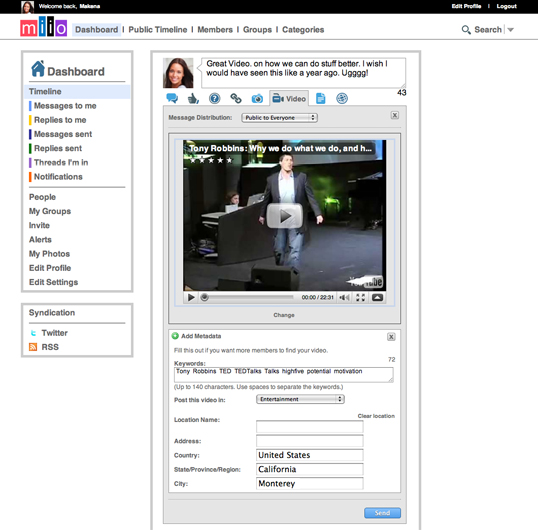 Welcome back, Makena
Edit Profile | Logout
miio
Dashboard | Public Timeline | Members | Groups | Categories
Search
Dashboard
Timeline
Messages to me
Replies to me
Messages sent
Replies sent
Threads I'm in
Notifications
People
My Groups
Invite
Alerts
My Photos
Edit Profile
Edit Settings
Syndication
Twitter
RSS
Great Video. on how we can do stuff better. I wish I
would have seen this like a year ago. Ugggg!
43
Video
Message Distribution: Public to Everyone
X
Tony Robbins: Why we do what we do, and h...
YouTube
00:00 / 22:31
Change
Add Metadata
X
Fill this out if you want more members to find your video.
72
Keywords:
Tony Robbins TED TEDTalks Talks highfive potential motivation
(Up to 140 characters. Use spaces to separate the keywords.)
Post this video in: Entertainment
Clear location
Location Name:
Address:
Country: United States
State/Province/Region: California
City: Monterey
Send